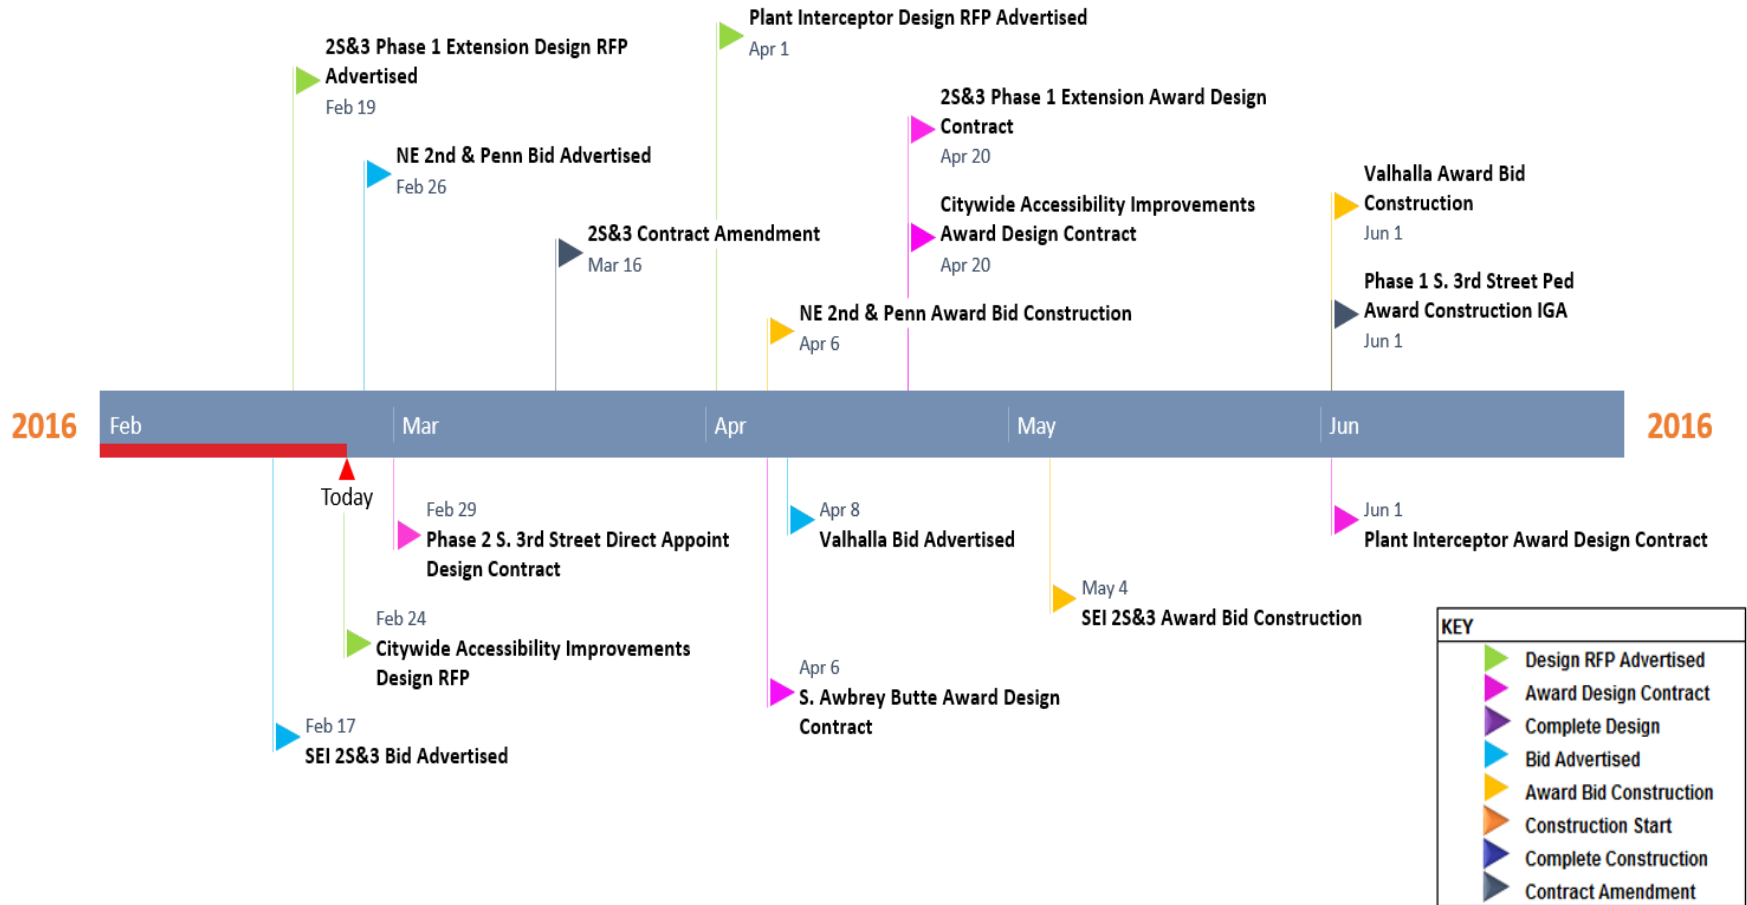 Plant Interceptor Design RFP Advertised
Apr 1
2S&3 Phase 1 Extension Design RFP
Advertised
Feb 19
2S&3 Phase 1 Extension Award Design
Contract
Apr 20
NE 2nd & Penn Bid Advertised
Feb 26
Valhalla Award Bid
Construction
Jun 1
Citywide Accessibility Improvements
Award Design Contract
Apr 20
2S&3 Contract Amendment
Mar 16
Phase 1 S. 3rd Street Ped
Award Construction IGA
Jun 1
NE 2nd & Penn Award Bid Construction
Apr 6
2016
Feb
Mar
Apr
May
Jun
2016
Today
Feb 29
Phase 2 S. 3rd Street Direct Appoint
Design Contract
Apr 8
Valhalla Bid Advertised
Jun 1
Plant Interceptor Award Design Contract
May 4
SEI 2S&3 Award Bid Construction
Feb 24
Citywide Accessibility Improvements
Design RFP
Apr 6
S. Awbrey Butte Award Design
Contract
Feb 17
SEI 2S&3 Bid Advertised
KEY
Design RFP Advertised
Award Design Contract
Complete Design
Bid Advertised
Award Bid Construction
Construction Start
Complete Construction
Contract Amendment